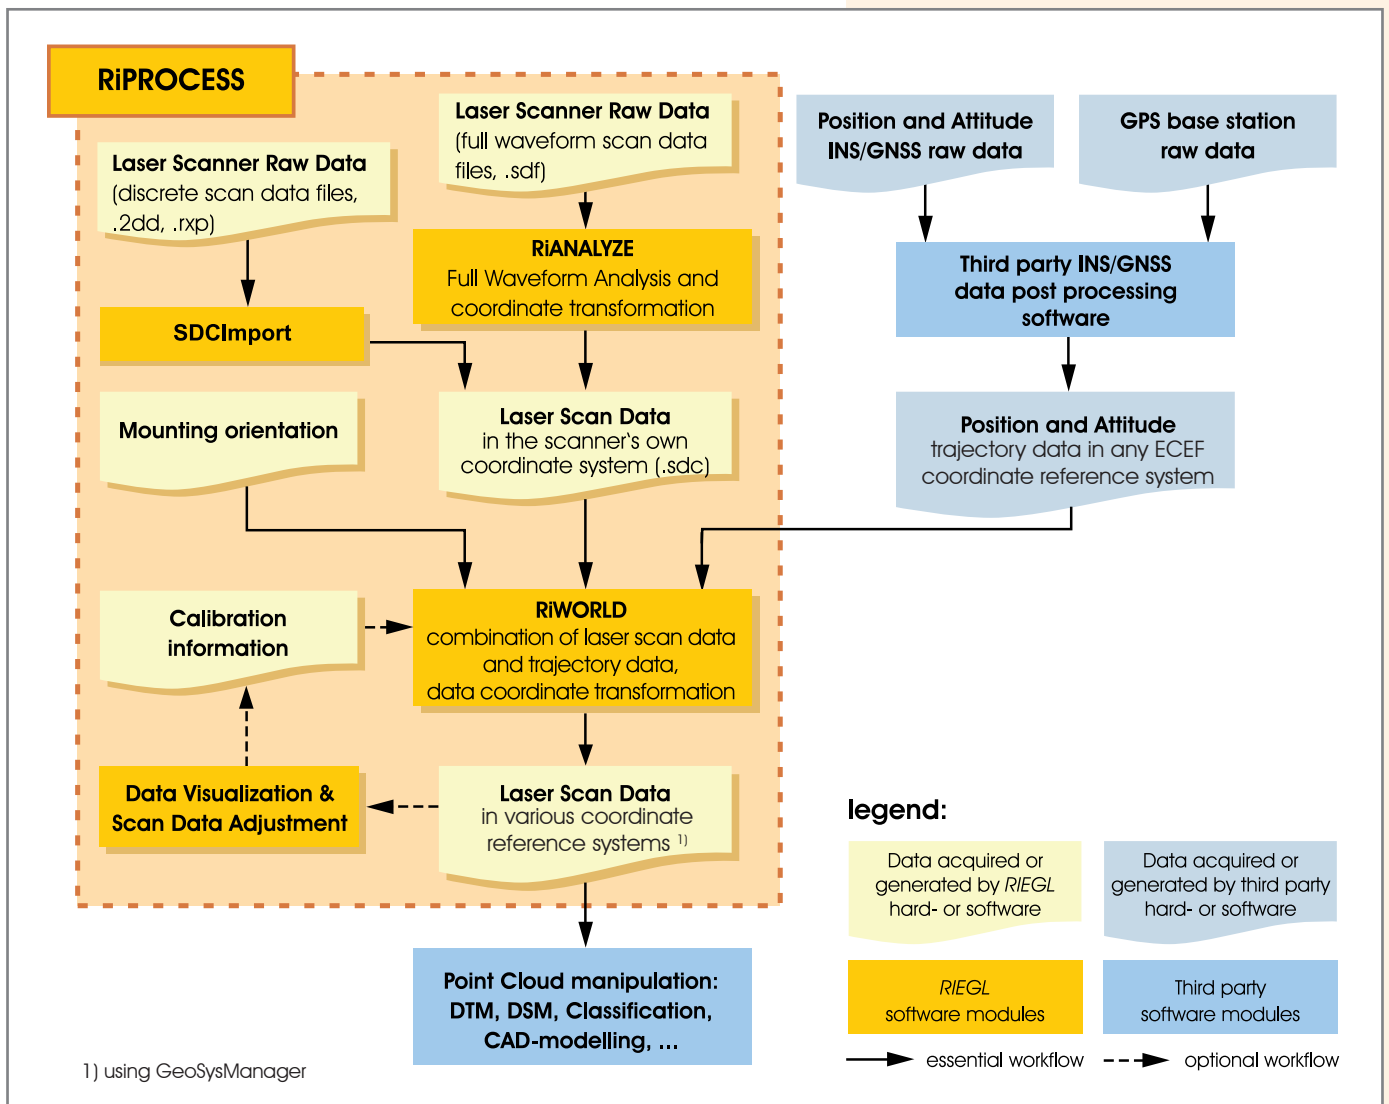 RiPROCESS
Laser Scanner Raw Data
(discrete scan data files,
.2dd, .rxp)
Laser Scanner Raw Data
(full waveform scan data
files, .sdf)
Position and Attitude
INS/GNSS raw data
GPS base station
raw data
SDCImport
RiANALYZE
Full Waveform Analysis and
coordinate transformation
Third party INS/GNSS
data post processing
software
Mounting orientation
Laser Scan Data
in the scanner's own
coordinate system (.sdc)
Position and Attitude
trajectory data in any ECEF
coordinate reference system
Calibration
information
RiWORLD
combination of laser scan data
and trajectory data,
data coordinate transformation
Data Visualization &
Scan Data Adjustment
Laser Scan Data
in various coordinate
reference systems 1)
Point Cloud manipulation:
DTM, DSM, Classification,
CAD-modelling, ...
legend:
Data acquired or
generated by RIEGL
hard- or software
Data acquired or
generated by third party
hard- or software
RIEGL
software modules
Third party
software modules
essential workflow
optional workflow
1) using GeoSysManager